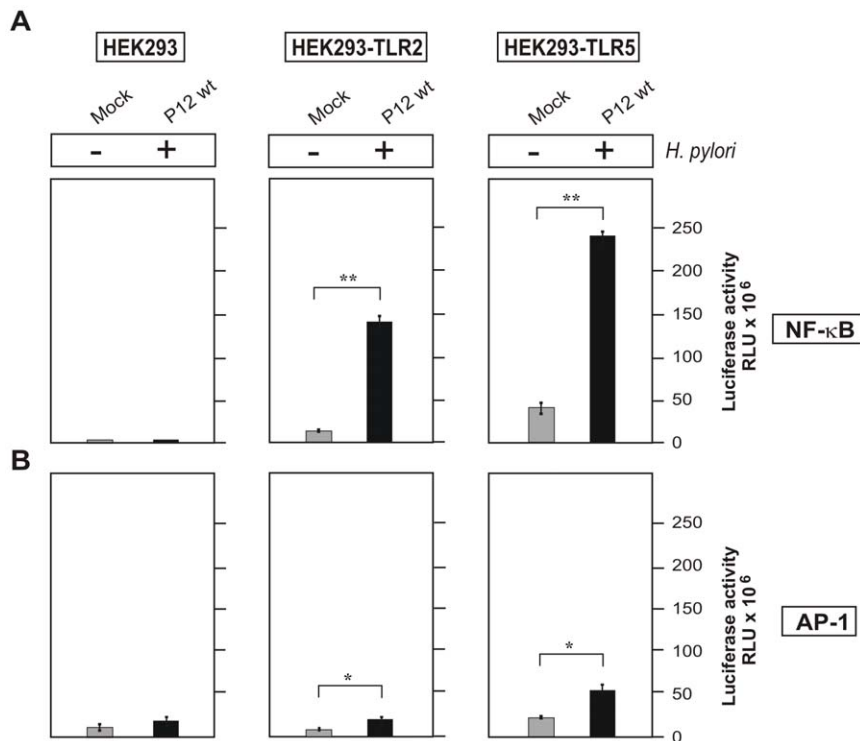 A
HEK293 HEK293-TLR2 HEK293-TLR5
Mock P12 wt Mock P12 wt Mock P12 wt
- + - + - + H. pylori
** **
250
200
150
100
50
0
Luciferase activity
RLU x 10⁶
NF-κB
B
* *
250
200
150
100
50
0
Luciferase activity
RLU x 10⁶
AP-1